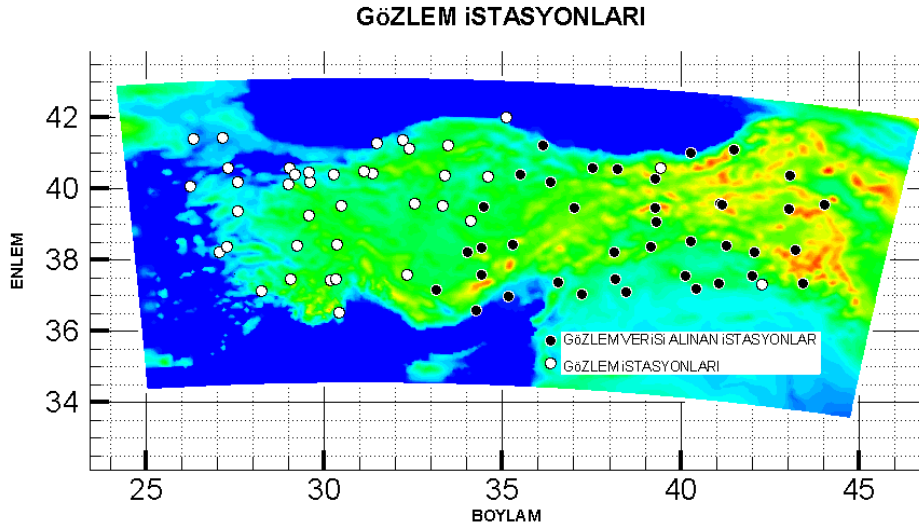 GöZLEM iSTASYONLARI
ENLEM
42
40
38
36
34
GöZLEM VERiSi ALINAN iSTASYONLAR
GöZLEM iSTASYONLARI
25 30 35 40 45
BOYLAM